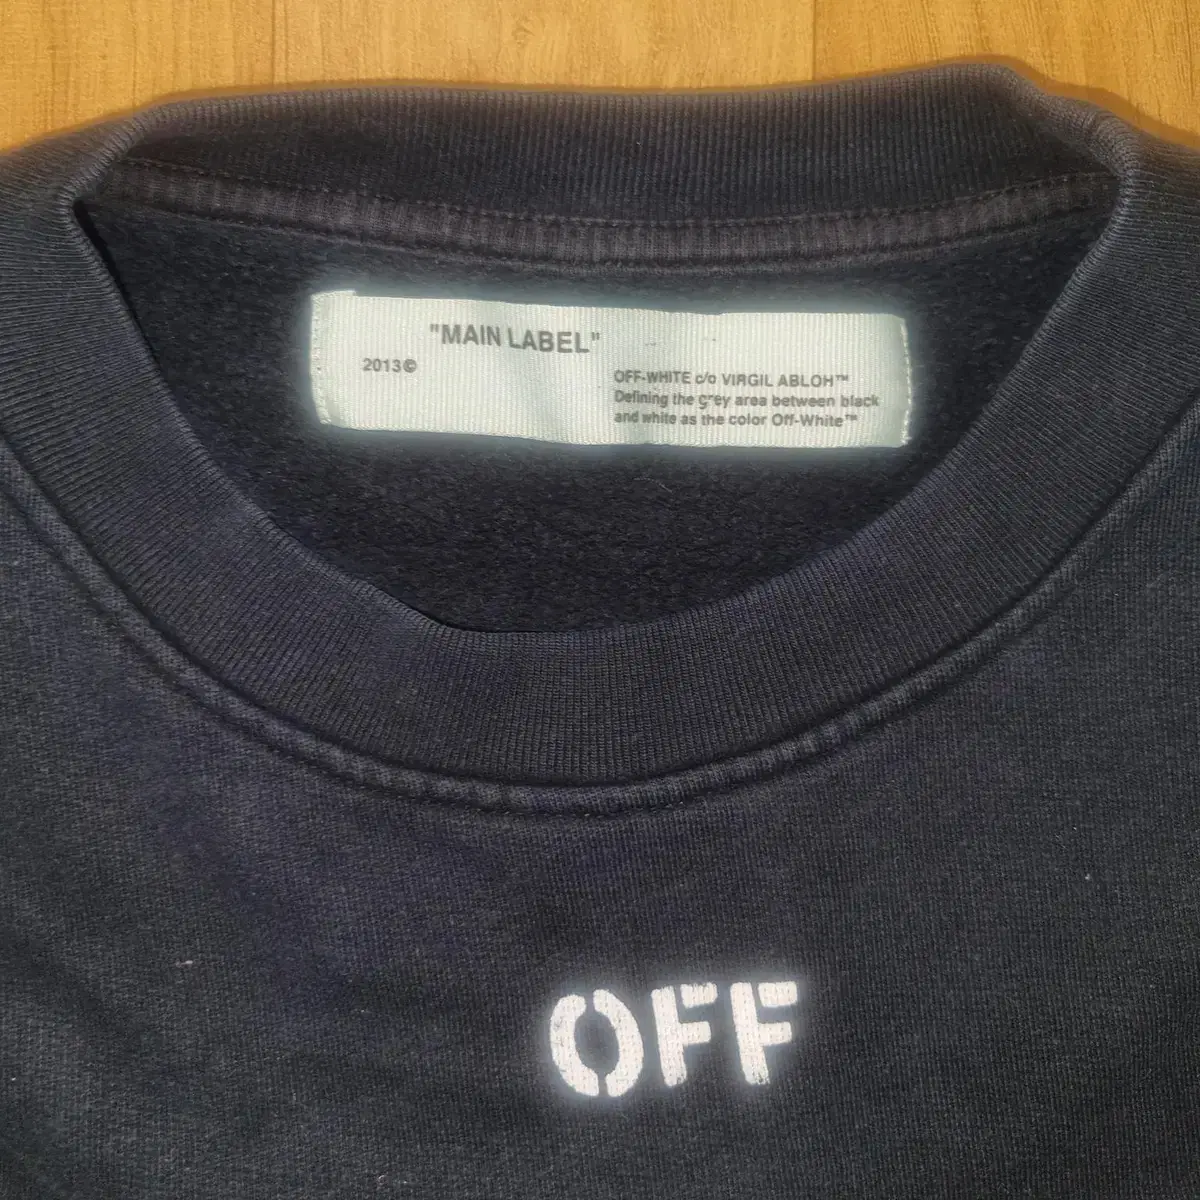 "MAIN LABEL"
2013©
OFF-WHITE c/o VIRGIL ABLOH™
Defining the grey area between black
and white as the color Off-White™
OFF